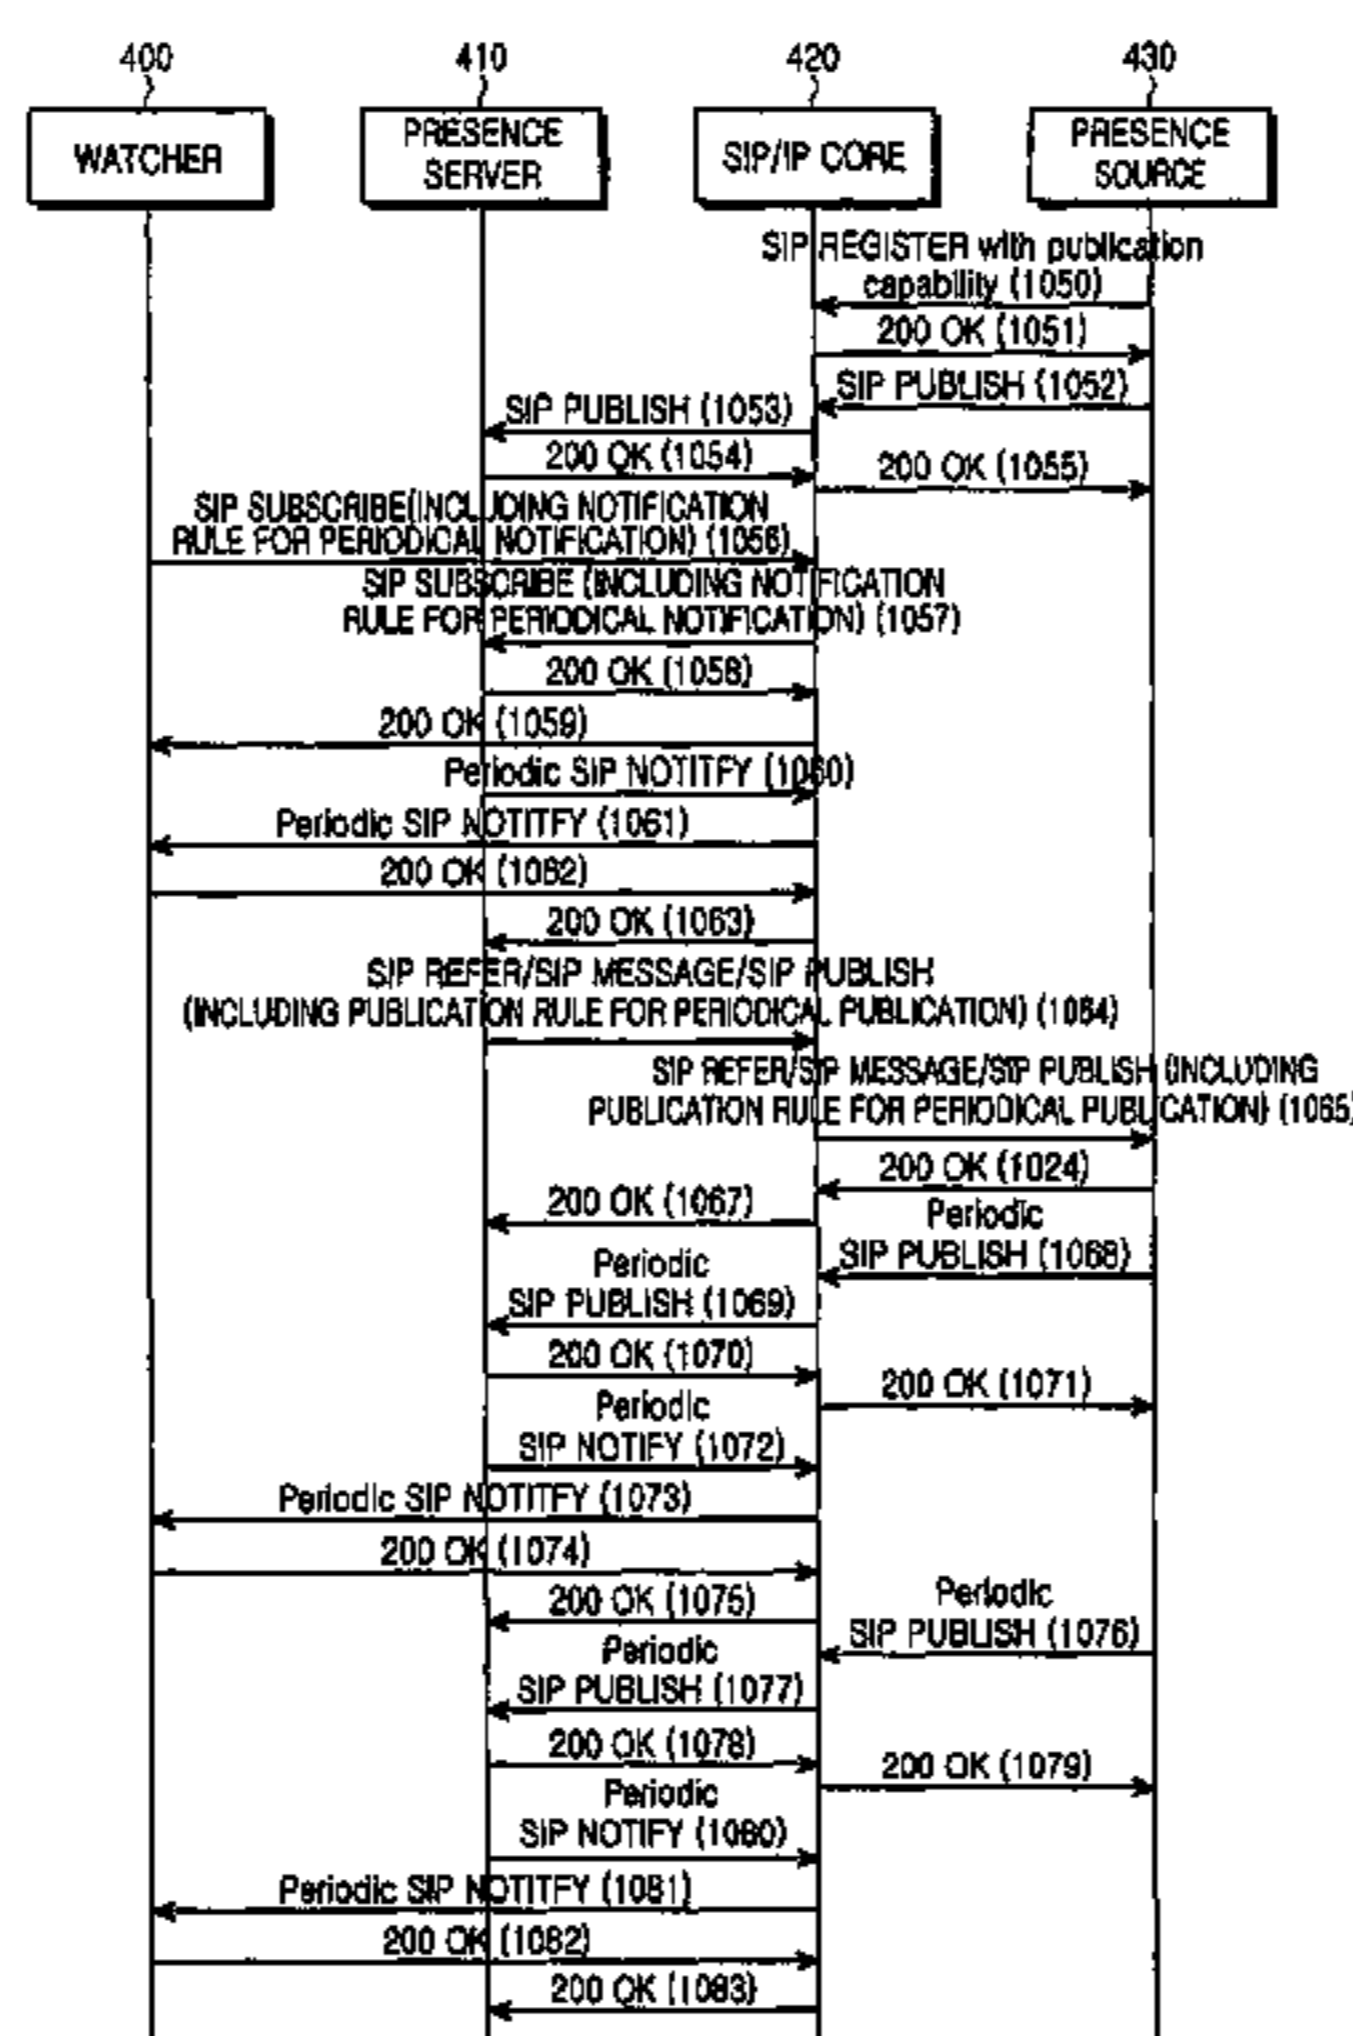 400
410
420
430
WATCHER
PRESENCE
SERVER
SIP/IP CORE
PRESENCE
SOURCE
SIP REGISTER with publication
capability (1050)
200 OK (1051)
SIP PUBLISH (1052)
SIP PUBLISH (1053)
200 OK (1054)
200 OK (1055)
SIP SUBSCRIBE(INCLUDING NOTIFICATION
RULE FOR PERIODICAL NOTIFICATION) (1056)
SIP SUBSCRIBE (INCLUDING NOTIFICATION
RULE FOR PERIODICAL NOTIFICATION) (1057)
200 OK (1058)
200 OK (1059)
Periodic SIP NOTITFY (1060)
Periodic SIP NOTITFY (1061)
200 OK (1062)
200 OK (1063)
SIP REFER/SIP MESSAGE/SIP PUBLISH
(INCLUDING PUBLICATION RULE FOR PERIODICAL PUBLICATION) (1064)
SIP REFER/SIP MESSAGE/SIP PUBLISH (INCLUDING
PUBLICATION RULE FOR PERIODICAL PUBLICATION) (1065)
200 OK (1024)
200 OK (1067)
Periodic
SIP PUBLISH (1068)
Periodic
SIP PUBLISH (1069)
200 OK (1070)
200 OK (1071)
Periodic
SIP NOTIFY (1072)
Periodic SIP NOTITFY (1073)
200 OK (1074)
200 OK (1075)
Periodic
SIP PUBLISH (1076)
Periodic
SIP PUBLISH (1077)
200 OK (1078)
200 OK (1079)
Periodic
SIP NOTIFY (1080)
Periodic SIP NOTITFY (1081)
200 OK (1082)
200 OK (1083)